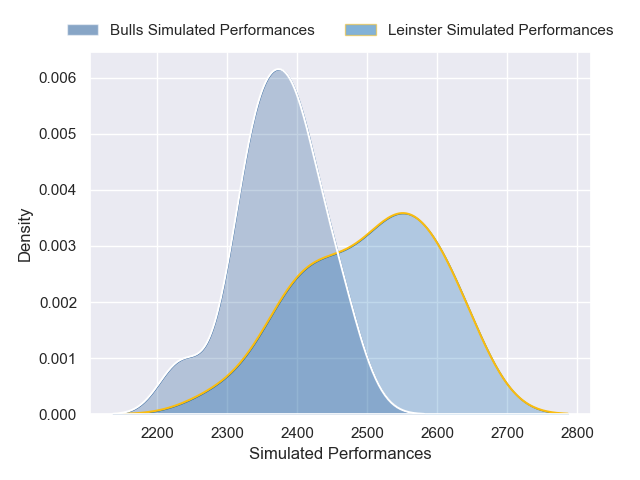 Bulls Simulated Performances
Leinster Simulated Performances
0.006
0.005
0.004
0.003
0.002
0.001
0.000
Density
2200 2300 2400 2500 2600 2700 2800
Simulated Performances